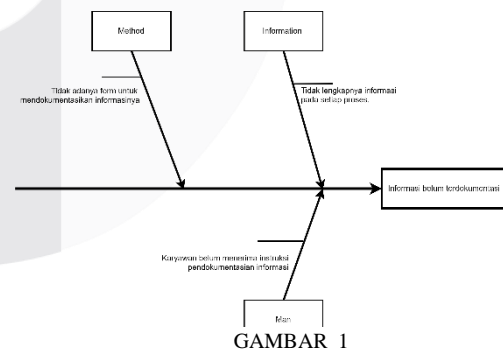 Method
Information
Tidak adanya form untuk
mendokumentasikan informasinya
Tidak lengkapnya informasi
pada setiap proses.
Informasi belum terdokumentasi
Karyawan belum menerima instruksi
pendokumentasian informasi
Man
GAMBAR 1